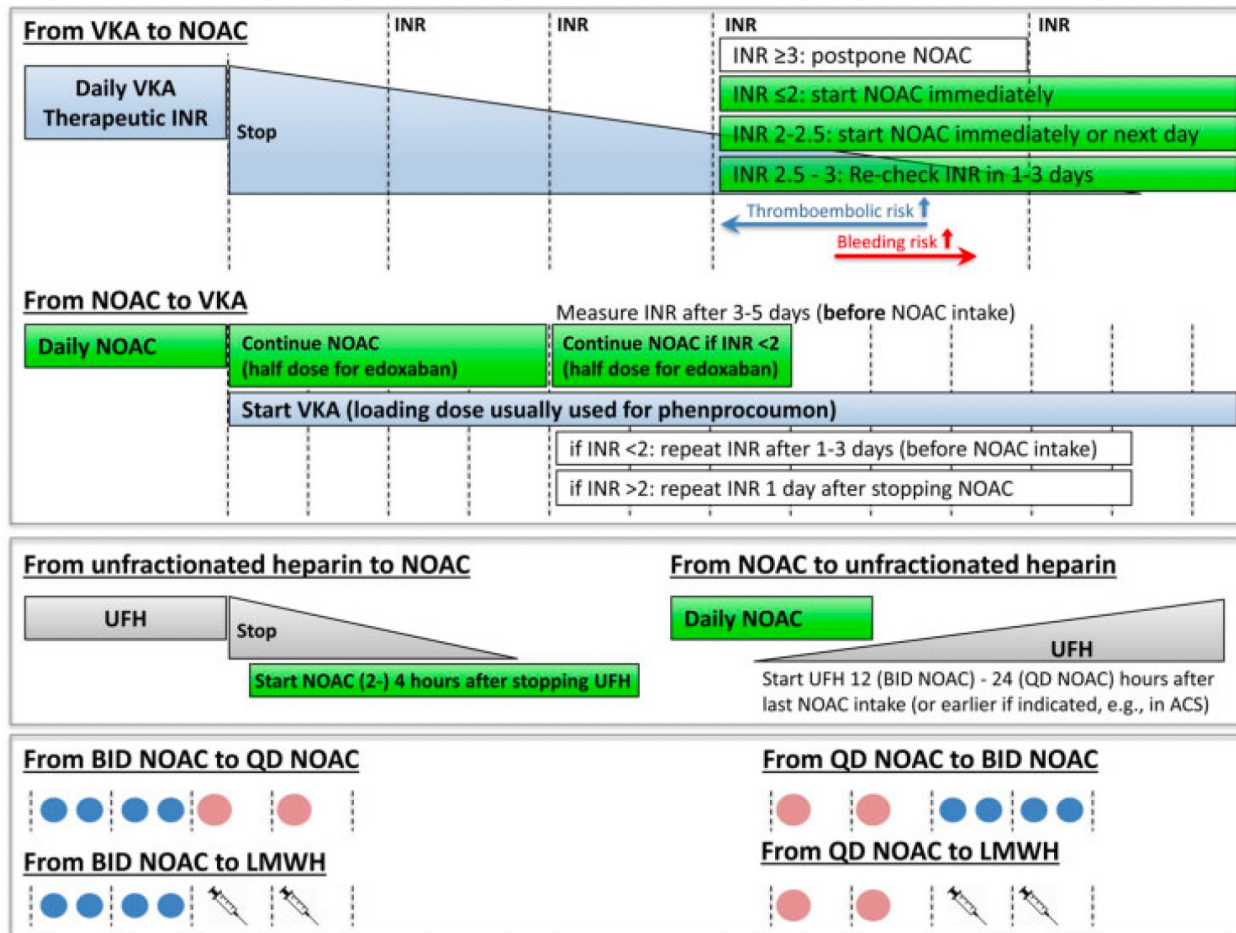 From VKA to NOAC
INR
INR
INR
INR
Daily VKA
Therapeutic INR
Stop
INR ≥3: postpone NOAC
INR ≤2: start NOAC immediately
INR 2-2.5: start NOAC immediately or next day
INR 2.5 - 3: Re-check INR in 1-3 days
Thromboembolic risk
Bleeding risk
From NOAC to VKA
Measure INR after 3-5 days (before NOAC intake)
Daily NOAC
Continue NOAC
(half dose for edoxaban)
Continue NOAC if INR <2
(half dose for edoxaban)
Start VKA (loading dose usually used for phenprocoumon)
if INR <2: repeat INR after 1-3 days (before NOAC intake)
if INR >2: repeat INR 1 day after stopping NOAC
From unfractionated heparin to NOAC
UFH
Stop
Start NOAC (2-) 4 hours after stopping UFH
From NOAC to unfractionated heparin
Daily NOAC
UFH
Start UFH 12 (BID NOAC) - 24 (QD NOAC) hours after
last NOAC intake (or earlier if indicated, e.g., in ACS)
From BID NOAC to QD NOAC
From QD NOAC to BID NOAC
From BID NOAC to LMWH
From QD NOAC to LMWH